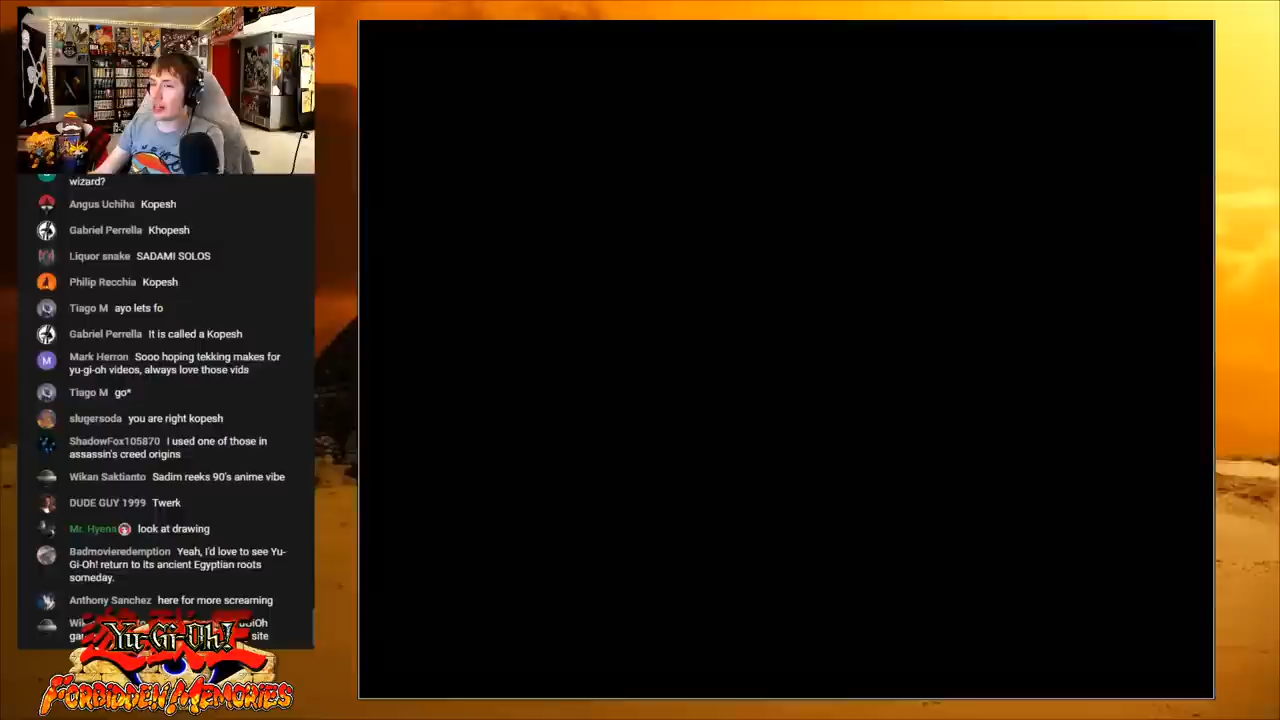 wizard?
Angus Uchiha Kopesh
Gabriel Perrella Khopesh
Liquor snake SADAMI SOLOS
Philip Recchia Kopesh
Tiago M ayo lets fo
Gabriel Perrella It is called a Kopesh
M
Mark Herron Sooo hoping tekking makes for
yu-gi-oh videos, always love those vids
Tiago M go*
slugersoda you are right kopesh
ShadowFox105870 I used one of those in
assassin's creed origins
Wikan Saktianto Sadim reeks 90's anime vibe
DUDE GUY 1999 Twerk
Mr. Hyena look at drawing
Badmovieredemption Yeah, I'd love to see Yu-
Gi-Oh! return to its ancient Egyptian roots
someday.
Anthony Sanchez here for more screaming
site
Yu-Gi-Oh!
Forbidden Memories